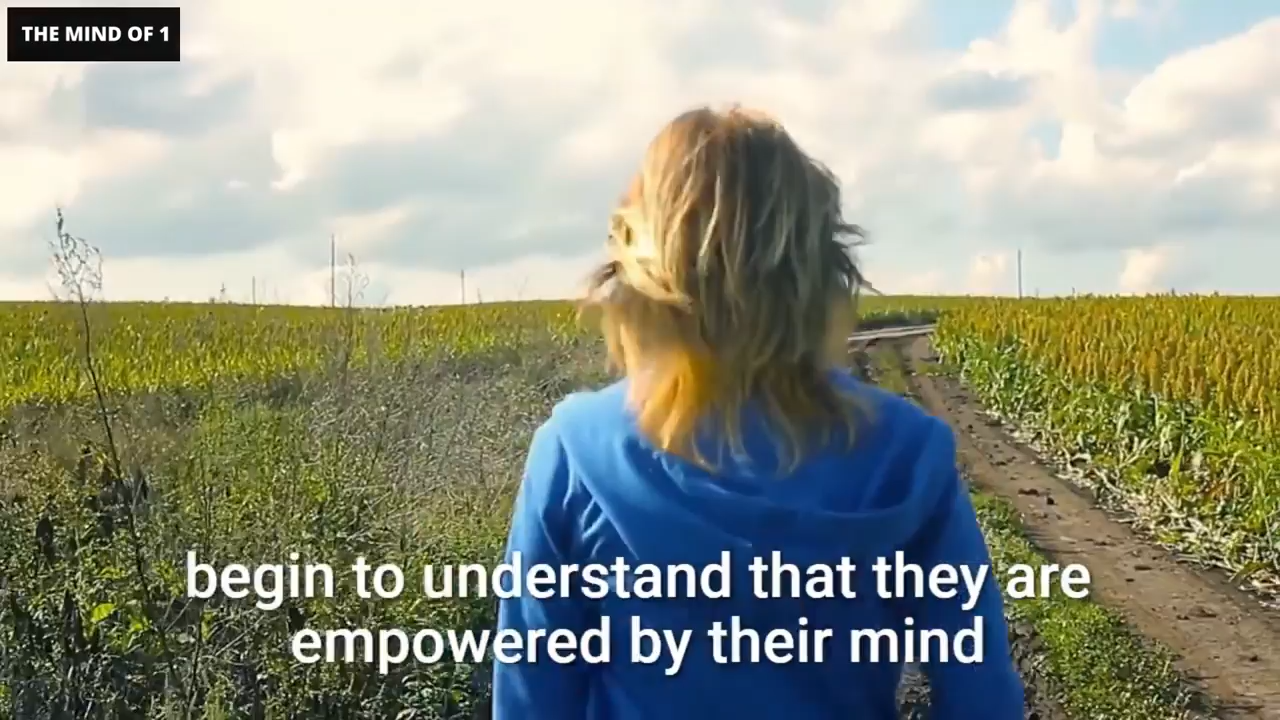 THE MIND OF 1
begin to understand that they are
empowered by their mind